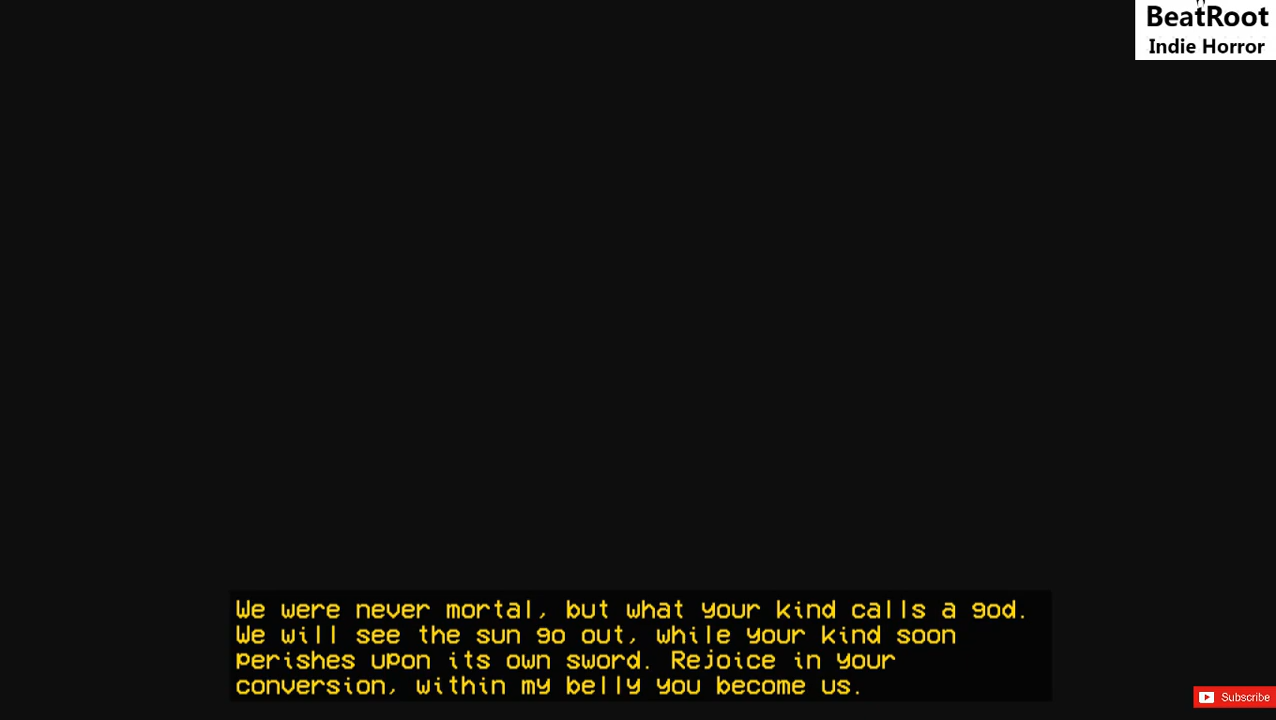 BeatRoot
Indie Horror
We were never mortal, but what your kind calls a god.
We will see the sun go out, while your kind soon
perishes upon its own sword. Rejoice in your
conversion, within my belly you become us.
Subscribe